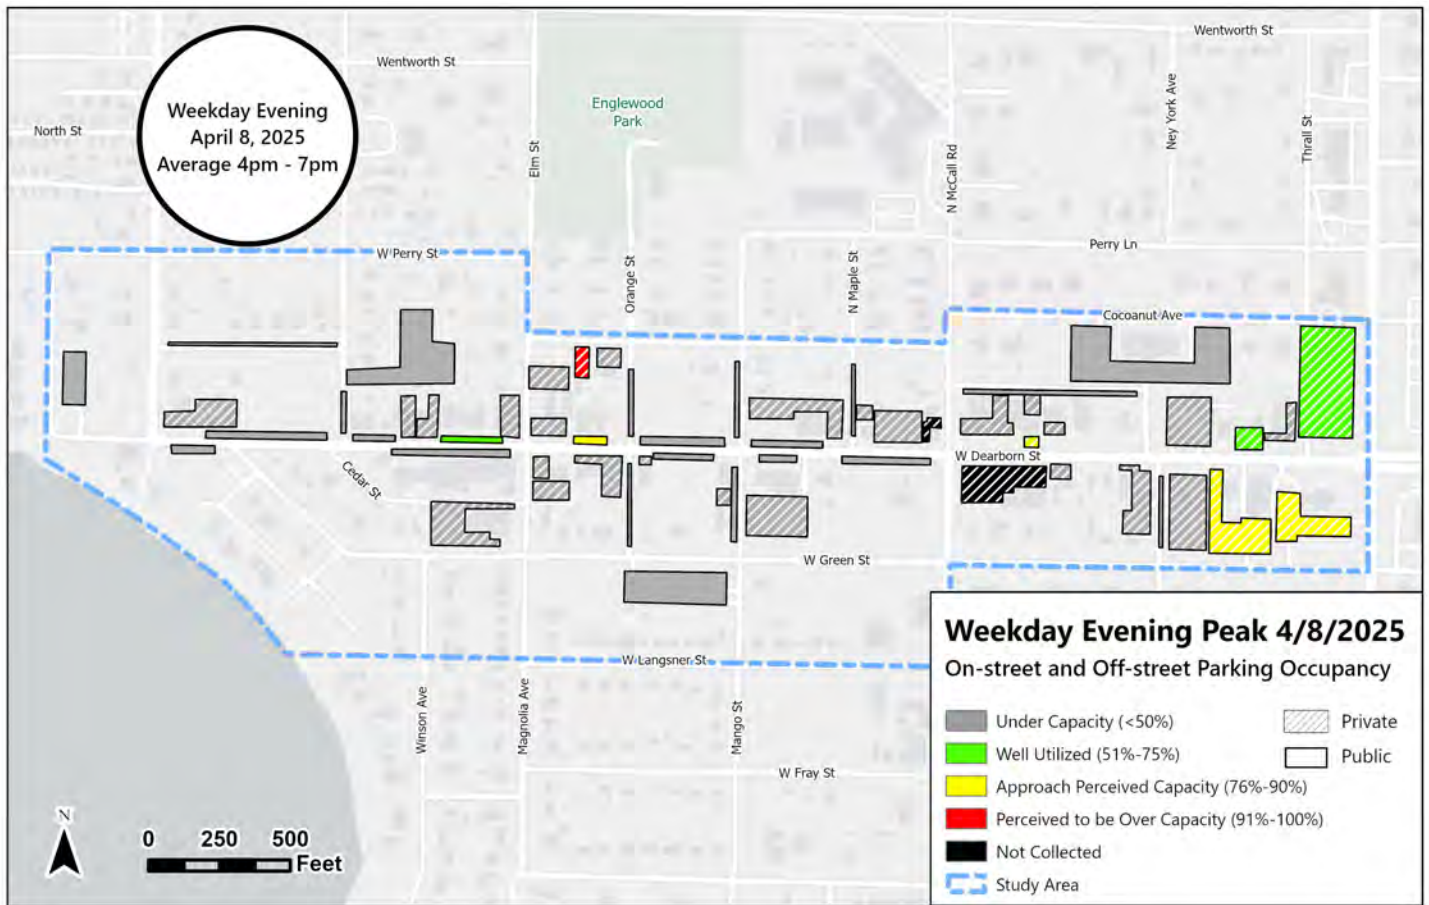 Wentworth St
Wentworth St
Weekday Evening
April 8, 2025
Average 4pm - 7pm
North St
Englewood
Park
Elm St
N McCall Rd
Ney York Ave
Thrall St
W Perry St
Perry Ln
Orange St
N Maple St
Cocoanut Ave
W Dearborn St
Cedar St
W Green St
W Langsner St
Winson Ave
Magnolia Ave
Mango St
W Fray St
N
0 250 500
Feet
Weekday Evening Peak 4/8/2025
On-street and Off-street Parking Occupancy
Under Capacity (<50%)
Well Utilized (51%-75%)
Approach Perceived Capacity (76%-90%)
Perceived to be Over Capacity (91%-100%)
Not Collected
Study Area
Private
Public